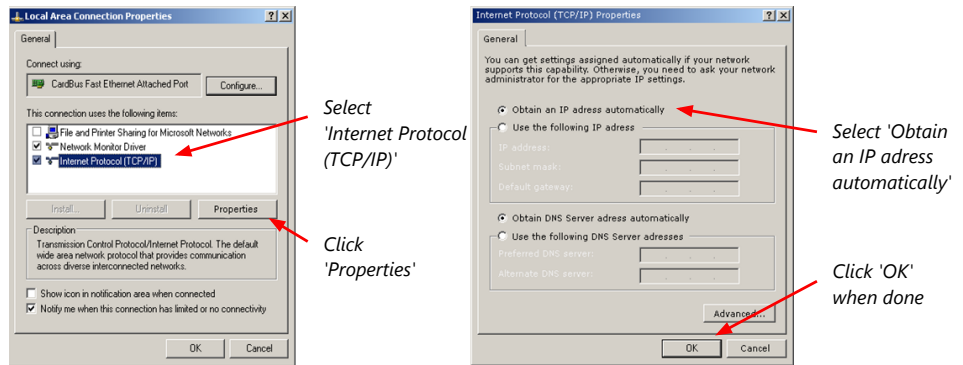 Local Area Connection Properties
General
Connect using:
CardBus Fast Ethernet Attached Port
Configure...
This connection uses the following items:
File and Printer Sharing for Microsoft Networks
Network Monitor Driver
Internet Protocol (TCP/IP)
Install...
Uninstall
Properties
Description
Transmission Control Protocol/Internet Protocol. The default
wide area network protocol that provides communication
across diverse interconnected networks.
Show icon in notification area when connected
Notify me when this connection has limited or no connectivity
OK
Cancel
Select
'Internet Protocol
(TCP/IP)'
Click
'Properties'
Internet Protocol (TCP/IP) Properties
General
You can get settings assigned automatically if your network
supports this capability. Otherwise, you need to ask your network
administrator for the appropriate IP settings.
Obtain an IP adress automatically
Use the following IP adress
IP address:
Subnet mask:
Default gateway:
Obtain DNS Server adress automatically
Use the following DNS Server adresses
Preferred DNS server:
Alternate DNS server:
Advanced...
OK
Cancel
Select 'Obtain
an IP adress
automatically'
Click 'OK'
when done